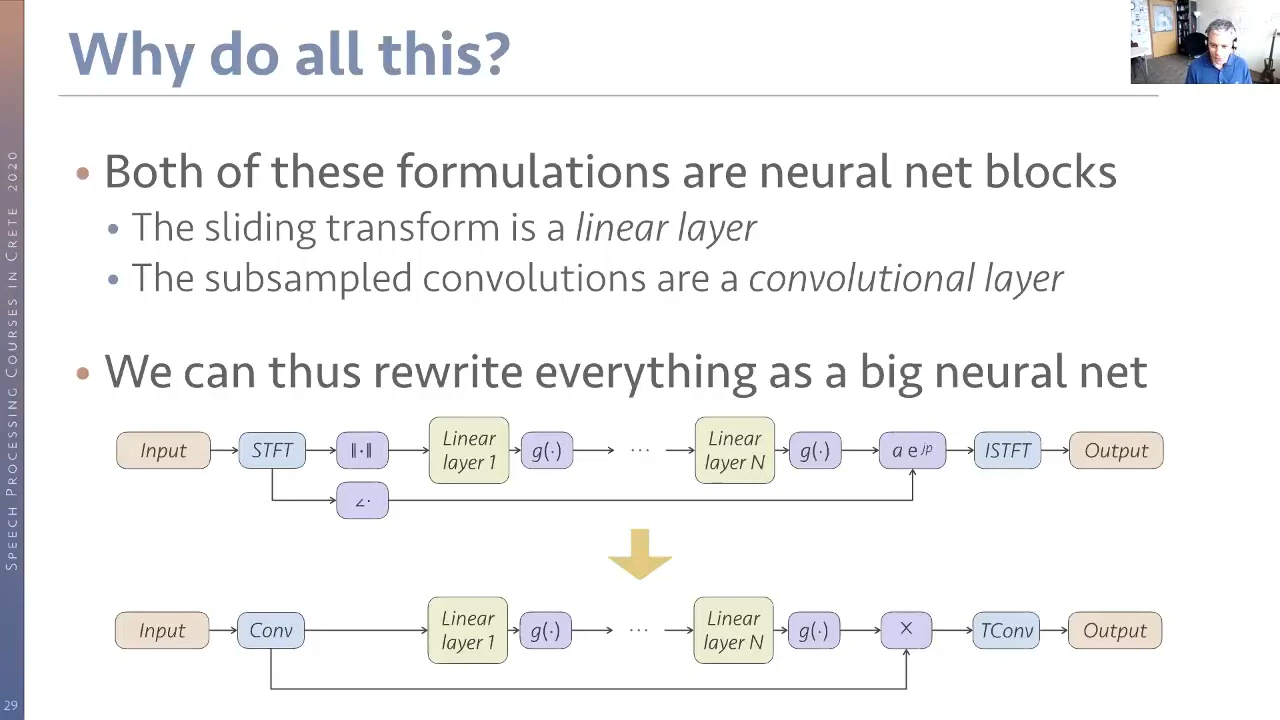 Why do all this?
• Both of these formulations are neural net blocks
• The sliding transform is a linear layer
• The subsampled convolutions are a convolutional layer
• We can thus rewrite everything as a big neural net
Input STFT ‖·‖ Linear layer 1 g(·) ··· Linear layer N g(·) a e^jp ISTFT Output
∠·
Input Conv Linear layer 1 g(·) ··· Linear layer N g(·) × TConv Output
SPEECH PROCESSING COURSES IN CRETE 2020
29